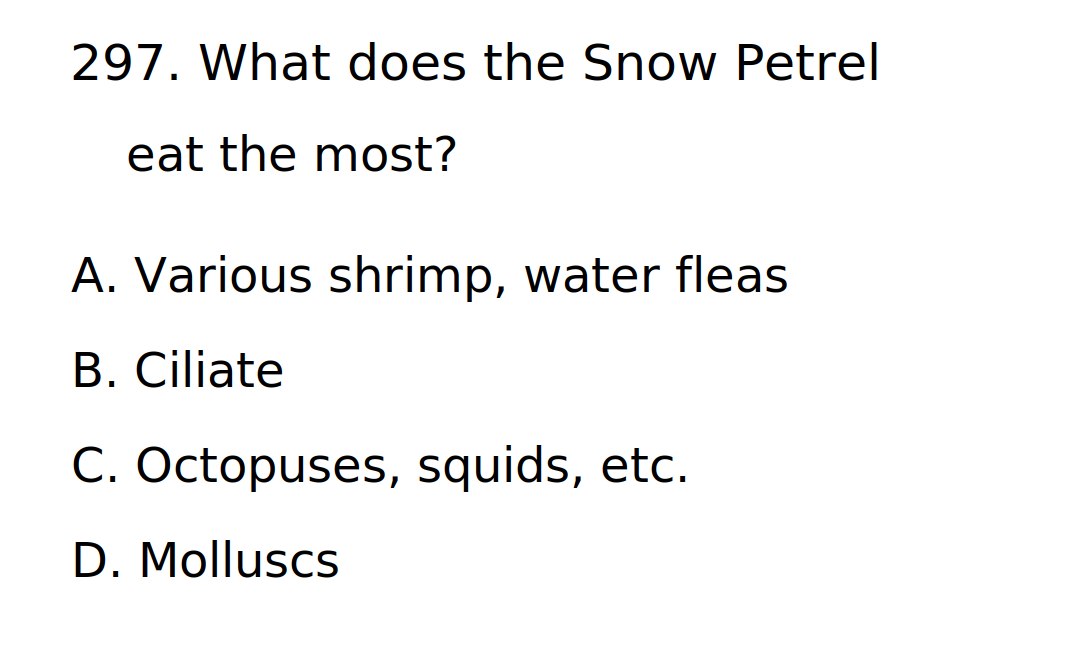 297. What does the Snow Petrel
eat the most?
A. Various shrimp, water fleas
B. Ciliate
C. Octopuses, squids, etc.
D. Molluscs